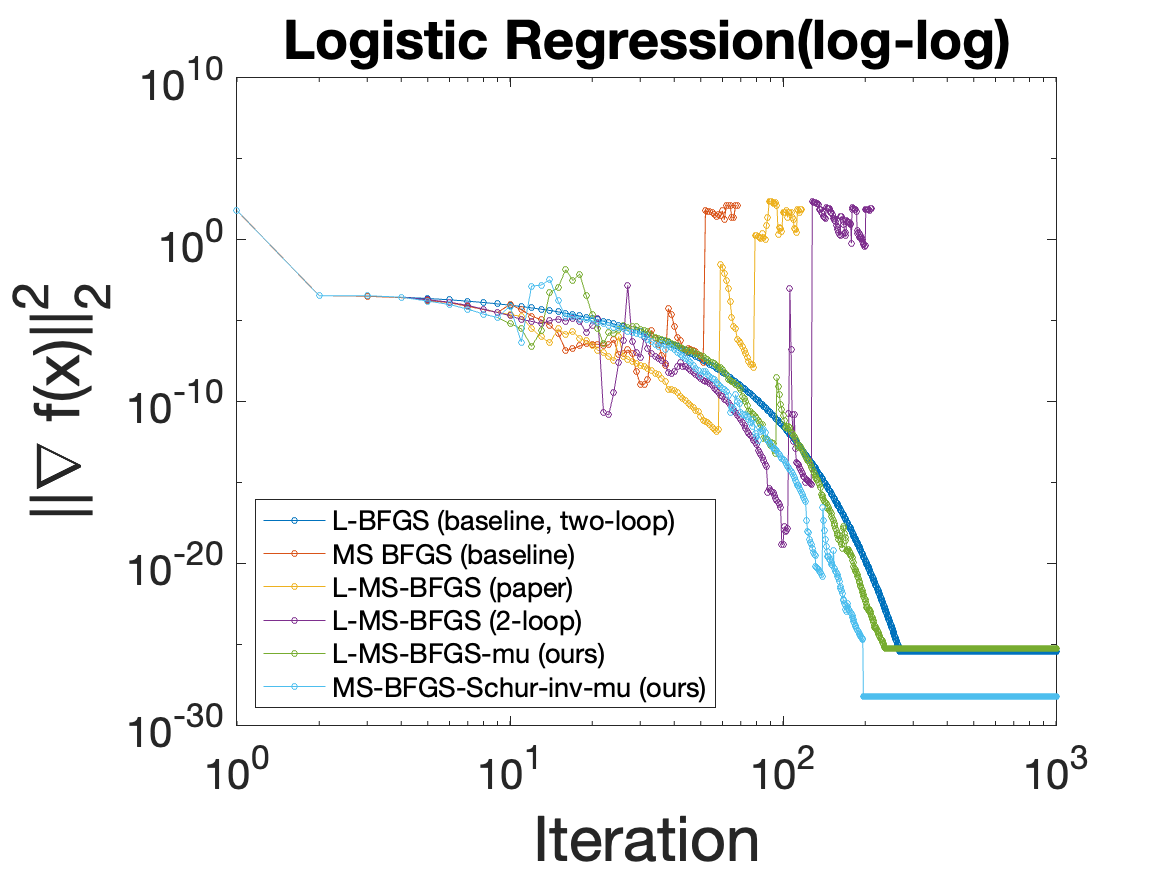 Logistic Regression(log-log)
10^10
10^0
10^-10
10^-20
10^-30
||∇ f(x)||_2^2
L-BFGS (baseline, two-loop)
MS BFGS (baseline)
L-MS-BFGS (paper)
L-MS-BFGS (2-loop)
L-MS-BFGS-mu (ours)
MS-BFGS-Schur-inv-mu (ours)
10^0 10^1 10^2 10^3
Iteration